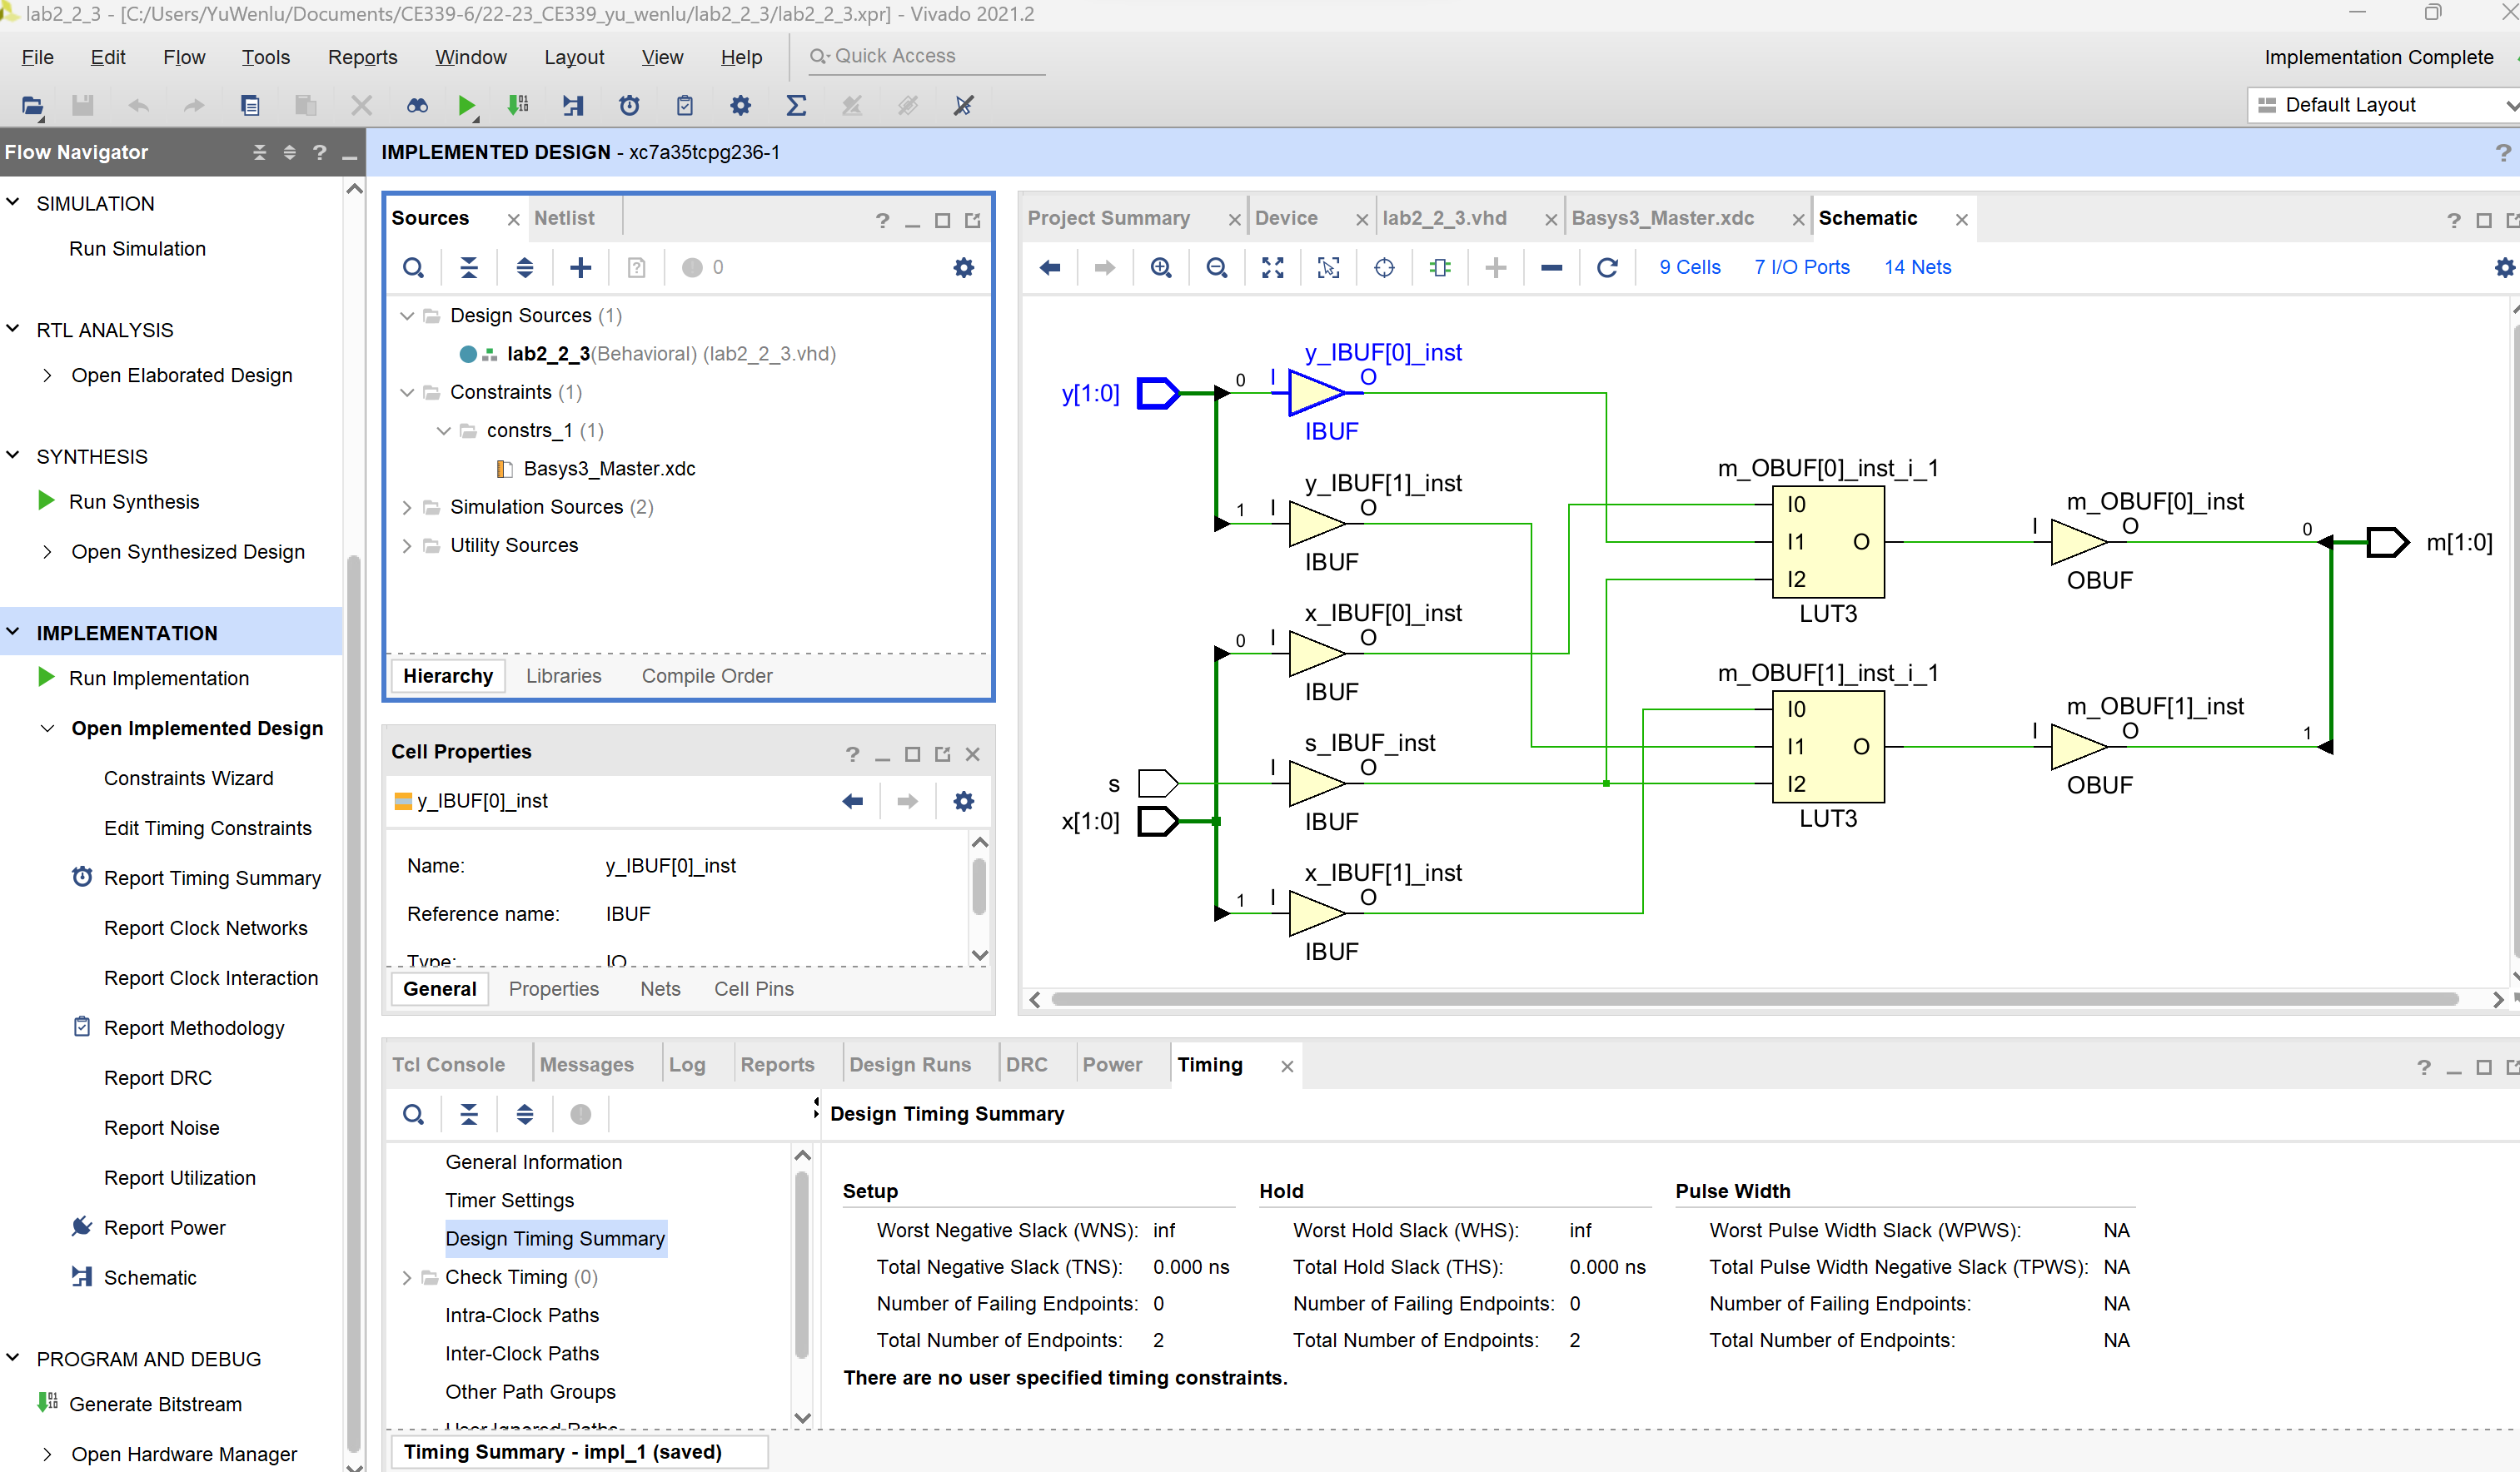 lab2_2_3 - [C:/Users/YuWenlu/Documents/CE339-6/22-23_CE339_yu_wenlu/lab2_2_3/lab2_2_3.xpr] - Vivado 2021.2
File Edit Flow Tools Reports Window Layout View Help Quick Access Implementation Complete
Default Layout
Flow Navigator
SIMULATION
Run Simulation
RTL ANALYSIS
Open Elaborated Design
SYNTHESIS
Run Synthesis
Open Synthesized Design
IMPLEMENTATION
Run Implementation
Open Implemented Design
Constraints Wizard
Edit Timing Constraints
Report Timing Summary
Report Clock Networks
Report Clock Interaction
Report Methodology
Report DRC
Report Noise
Report Utilization
Report Power
Schematic
PROGRAM AND DEBUG
Generate Bitstream
Open Hardware Manager
IMPLEMENTED DESIGN - xc7a35tcpg236-1
Sources Netlist
0
Design Sources (1)
lab2_2_3(Behavioral) (lab2_2_3.vhd)
Constraints (1)
constrs_1 (1)
Basys3_Master.xdc
Simulation Sources (2)
Utility Sources
Hierarchy Libraries Compile Order
Cell Properties
y_IBUF[0]_inst
Name: y_IBUF[0]_inst
Reference name: IBUF
Type: IO
General Properties Nets Cell Pins
Project Summary Device lab2_2_3.vhd Basys3_Master.xdc Schematic
9 Cells 7 I/O Ports 14 Nets
y_IBUF[0]_inst
y[1:0] 0 I O
IBUF
y_IBUF[1]_inst
1 I O
IBUF
x_IBUF[0]_inst
0 I O
IBUF
s_IBUF_inst
s I O
IBUF
x[1:0]
x_IBUF[1]_inst
1 I O
IBUF
m_OBUF[0]_inst_i_1
I0
I1 O
I2
LUT3
m_OBUF[1]_inst_i_1
I0
I1 O
I2
LUT3
m_OBUF[0]_inst
I O 0
OBUF
m[1:0]
m_OBUF[1]_inst
I O 1
OBUF
Tcl Console Messages Log Reports Design Runs DRC Power Timing
General Information
Timer Settings
Design Timing Summary
Check Timing (0)
Intra-Clock Paths
Inter-Clock Paths
Other Path Groups
User Ignored Paths
Design Timing Summary
Setup
Worst Negative Slack (WNS): inf
Total Negative Slack (TNS): 0.000 ns
Number of Failing Endpoints: 0
Total Number of Endpoints: 2
Hold
Worst Hold Slack (WHS): inf
Total Hold Slack (THS): 0.000 ns
Number of Failing Endpoints: 0
Total Number of Endpoints: 2
Pulse Width
Worst Pulse Width Slack (WPWS): NA
Total Pulse Width Negative Slack (TPWS): NA
Number of Failing Endpoints: NA
Total Number of Endpoints: NA
There are no user specified timing constraints.
Timing Summary - impl_1 (saved)